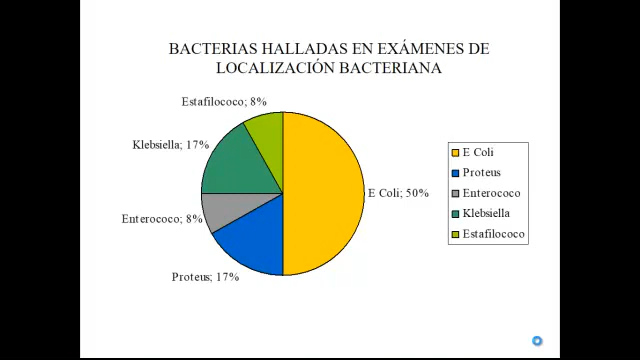 BACTERIAS HALLADAS EN EXÁMENES DE
LOCALIZACIÓN BACTERIANA
Estafilococo; 8%
Klebsiella; 17%
Enterococo; 8%
Proteus; 17%
E Coli; 50%
E Coli
Proteus
Enterococo
Klebsiella
Estafilococo